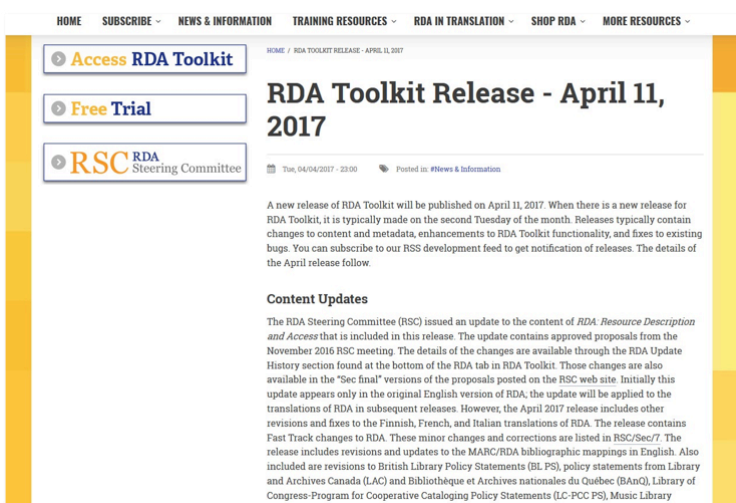 HOME SUBSCRIBE NEWS & INFORMATION TRAINING RESOURCES RDA IN TRANSLATION SHOP RDA MORE RESOURCES
Access RDA Toolkit
Free Trial
RSC RDA Steering Committee
HOME / RDA TOOLKIT RELEASE - APRIL 11, 2017
RDA Toolkit Release - April 11,
2017
Tue, 04/04/2017 - 23:00 Posted in: #News & Information
A new release of RDA Toolkit will be published on April 11, 2017. When there is a new release for
RDA Toolkit, it is typically made on the second Tuesday of the month. Releases typically contain
changes to content and metadata, enhancements to RDA Toolkit functionality, and fixes to existing
bugs. You can subscribe to our RSS development feed to get notification of releases. The details of
the April release follow.
Content Updates
The RDA Steering Committee (RSC) issued an update to the content of RDA: Resource Description
and Access that is included in this release. The update contains approved proposals from the
November 2016 RSC meeting. The details of the changes are available through the RDA Update
History section found at the bottom of the RDA tab in RDA Toolkit. Those changes are also
available in the "Sec final" versions of the proposals posted on the RSC web site. Initially this
update appears only in the original English version of RDA; the update will be applied to the
translations of RDA in subsequent releases. However, the April 2017 release includes other
revisions and fixes to the Finnish, French, and Italian translations of RDA. The release contains
Fast Track changes to RDA. These minor changes and corrections are listed in RSC/Sec/7. The
release includes revisions and updates to the MARC/RDA bibliographic mappings in English. Also
included are revisions to British Library Policy Statements (BL PS), policy statements from Library
and Archives Canada (LAC) and Bibliothèque et Archives nationales du Québec (BAnQ), Library of
Congress-Program for Cooperative Cataloging Policy Statements (LC-PCC PS), Music Library